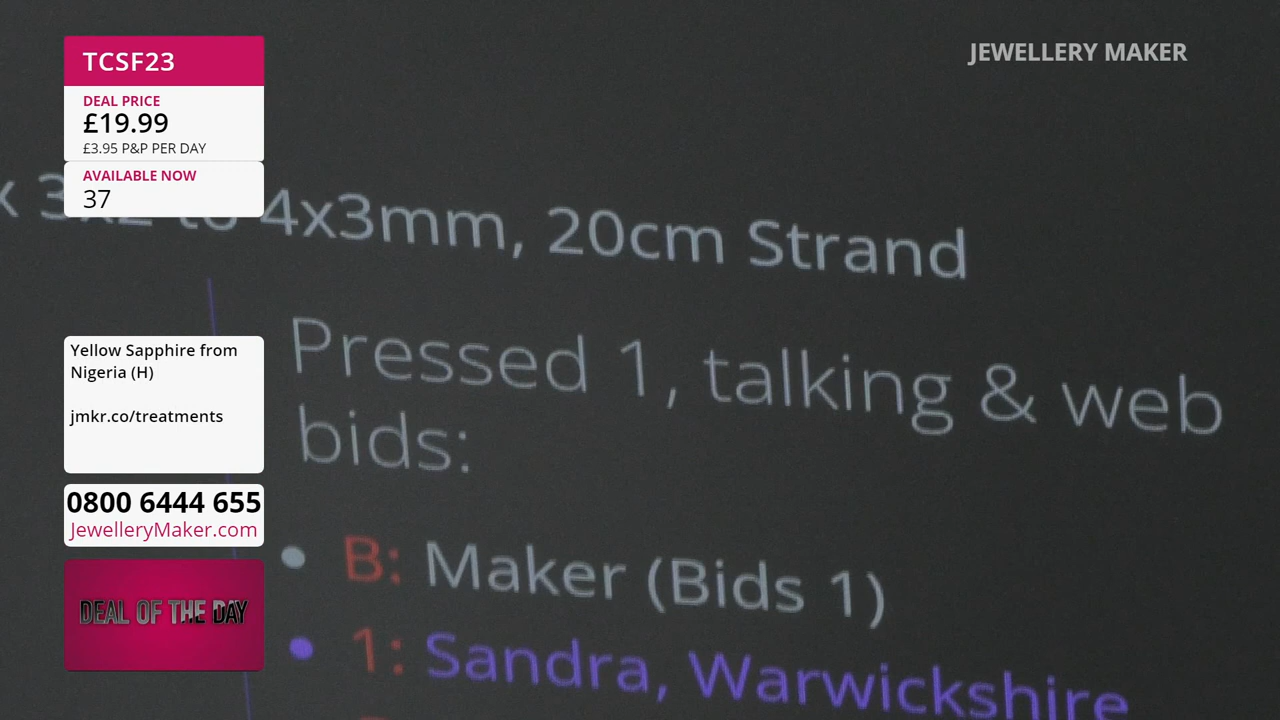 TCSF23
DEAL PRICE
£19.99
£3.95 P&P PER DAY
AVAILABLE NOW
37
JEWELLERY MAKER
x 3x2 to 4x3mm, 20cm Strand
Pressed 1, talking & web
bids:
• B: Maker (Bids 1)
• 1: Sandra, Warwickshire
Yellow Sapphire from
Nigeria (H)
jmkr.co/treatments
0800 6444 655
JewelleryMaker.com
DEAL OF THE DAY